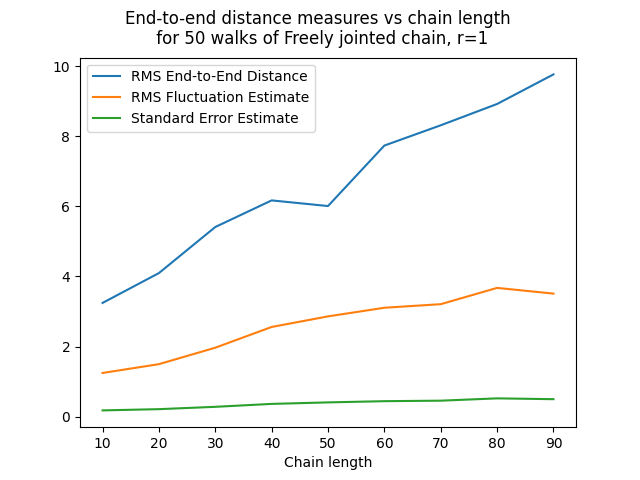 End-to-end distance measures vs chain length
for 50 walks of Freely jointed chain, r=1
10
8
6
4
2
0
RMS End-to-End Distance
RMS Fluctuation Estimate
Standard Error Estimate
10 20 30 40 50 60 70 80 90
Chain length